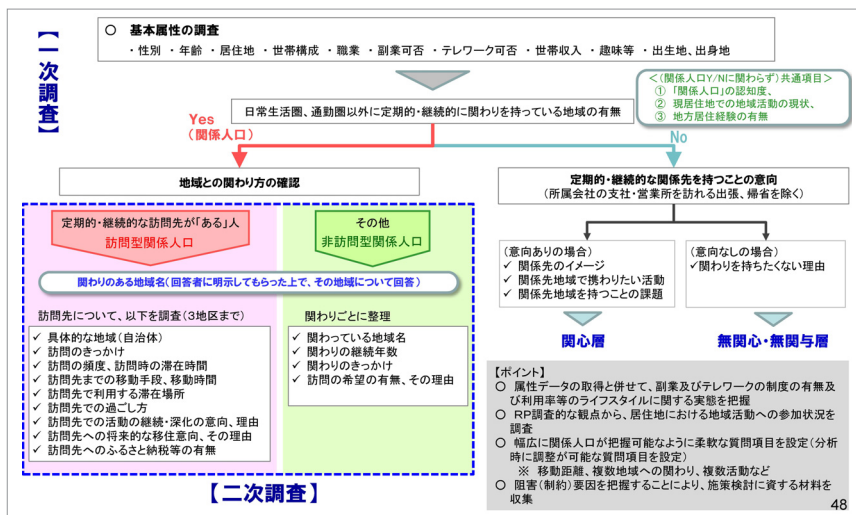 【一次調査】
○ 基本属性の調査
・性別 ・年齢 ・居住地 ・世帯構成 ・職業 ・副業可否 ・テレワーク可否 ・世帯収入 ・趣味等 ・出生地、出身地
<(関係人口Y/Nに関わらず)共通項目>
① 「関係人口」の認知度、
② 現居住地での地域活動の現状、
③ 地方居住経験の有無
日常生活圏、通勤圏以外に定期的・継続的に関わりを持っている地域の有無
Yes
(関係人口)
No
地域との関わり方の確認
定期的・継続的な関係先を持つことの意向
(所属会社の支社・営業所を訪れる出張、帰省を除く)
定期的・継続的な訪問先が「ある」人
訪問型関係人口
その他
非訪問型関係人口
関わりのある地域名(回答者に明示してもらった上で、その地域について回答)
訪問先について、以下を調査(3地区まで)
✓ 具体的な地域(自治体)
✓ 訪問のきっかけ
✓ 訪問の頻度、訪問時の滞在時間
✓ 訪問先までの移動手段、移動時間
✓ 訪問先で利用する滞在場所
✓ 訪問先での過ごし方
✓ 訪問先での活動の継続・深化の意向、理由
✓ 訪問先への将来的な移住意向、その理由
✓ 訪問先へのふるさと納税等の有無
関わりごとに整理
✓ 関わっている地域名
✓ 関わりの継続年数
✓ 関わりのきっかけ
✓ 訪問の希望の有無、その理由
【二次調査】
(意向ありの場合)
✓ 関係先のイメージ
✓ 関係先地域で携わりたい活動
✓ 関係先地域を持つことの課題
関心層
(意向なしの場合)
✓関わりを持ちたくない理由
無関心・無関与層
【ポイント】
○ 属性データの取得と併せて、副業及びテレワークの制度の有無及
び利用率等のライフスタイルに関する実態を把握
○ RP調査的な観点から、居住地における地域活動への参加状況を
調査
○ 幅広に関係人口が把握可能なように柔軟な質問項目を設定(分析
時に調整が可能な質問項目を設定)
※ 移動距離、複数地域への関わり、複数活動など
○ 阻害(制約)要因を把握することにより、施策検討に資する材料を
収集
48